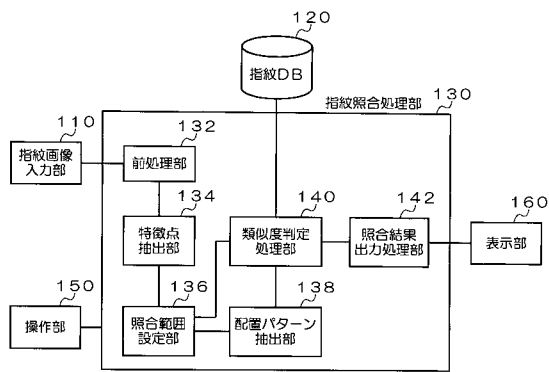 120
指紋DB
指紋照合処理部
130
110
指紋画像
入力部
132
前処理部
134
特徴点
抽出部
140
類似度判定
処理部
142
照合結果
出力処理部
160
表示部
150
操作部
136
照合範囲
設定部
138
配置パターン
抽出部